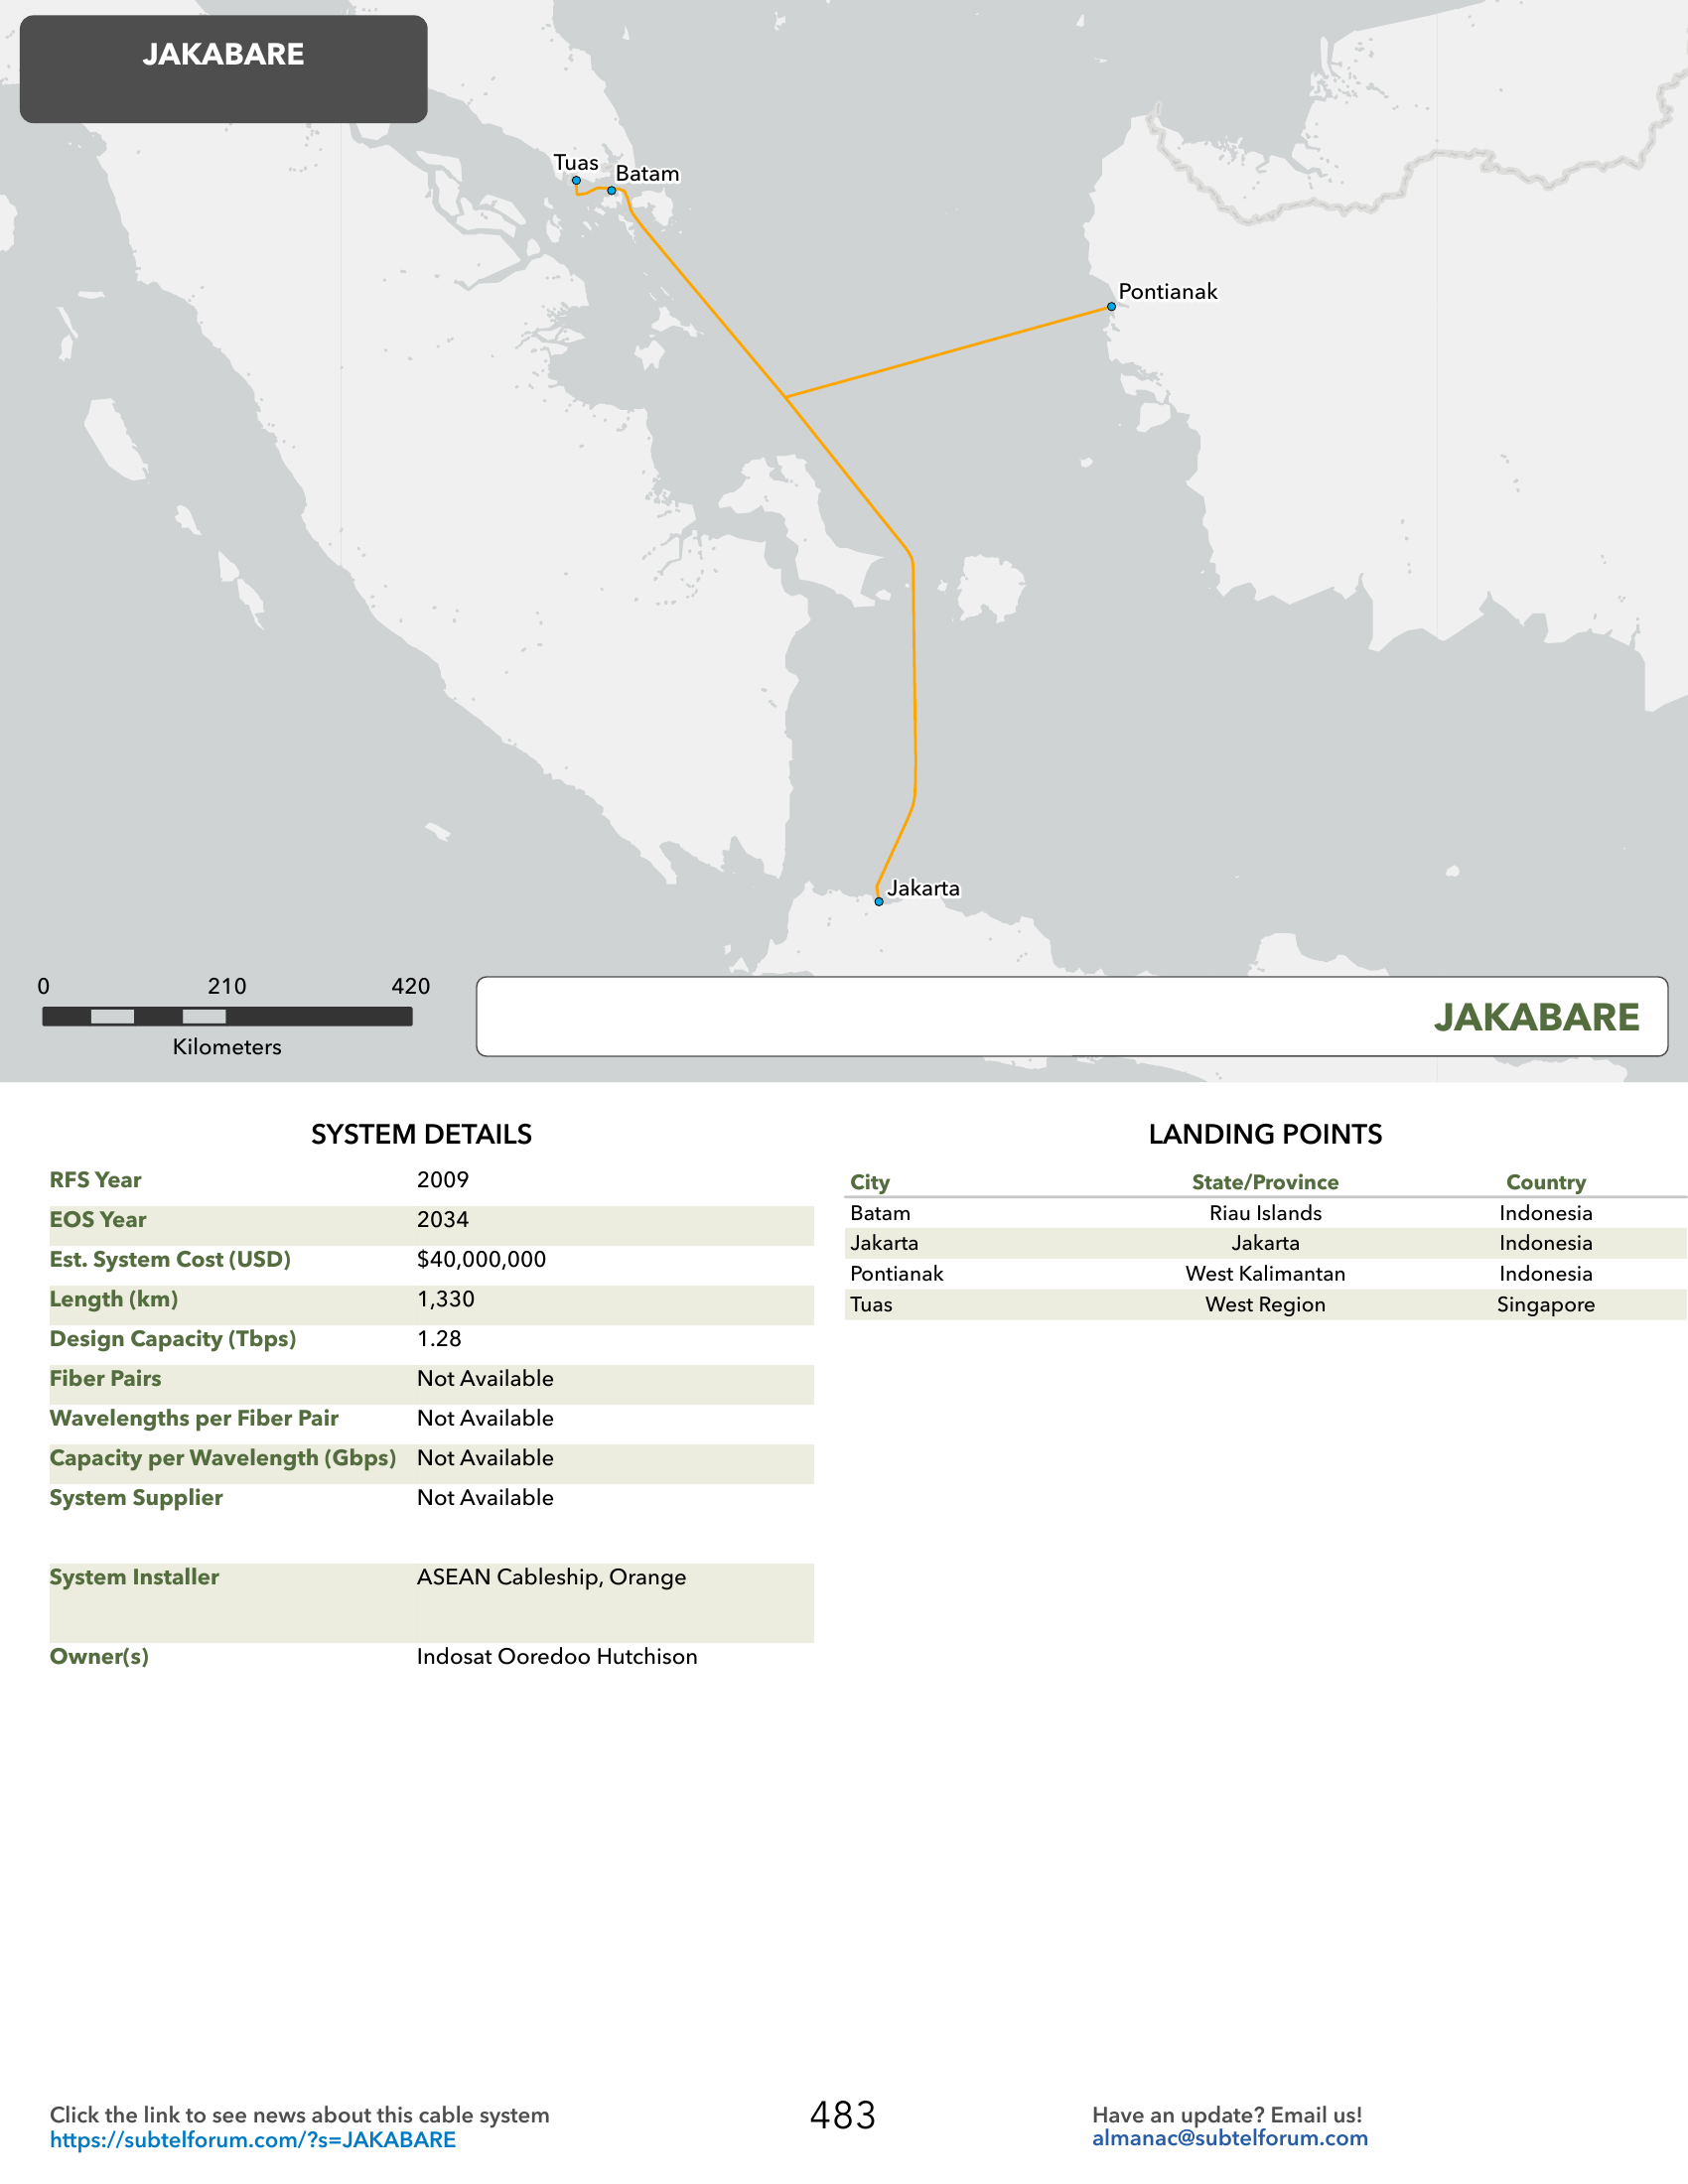 JAKABARE
Tuas
Batam
Pontianak
Jakarta
0 210 420
Kilometers
JAKABARE
SYSTEM DETAILS
RFS Year 2009
EOS Year 2034
Est. System Cost (USD) $40,000,000
Length (km) 1,330
Design Capacity (Tbps) 1.28
Fiber Pairs Not Available
Wavelengths per Fiber Pair Not Available
Capacity per Wavelength (Gbps) Not Available
System Supplier Not Available
System Installer ASEAN Cableship, Orange
Owner(s) Indosat Ooredoo Hutchison
LANDING POINTS
City State/Province Country
Batam Riau Islands Indonesia
Jakarta Jakarta Indonesia
Pontianak West Kalimantan Indonesia
Tuas West Region Singapore
Click the link to see news about this cable system
https://subtelforum.com/?s=JAKABARE
483
Have an update? Email us!
almanac@subtelforum.com